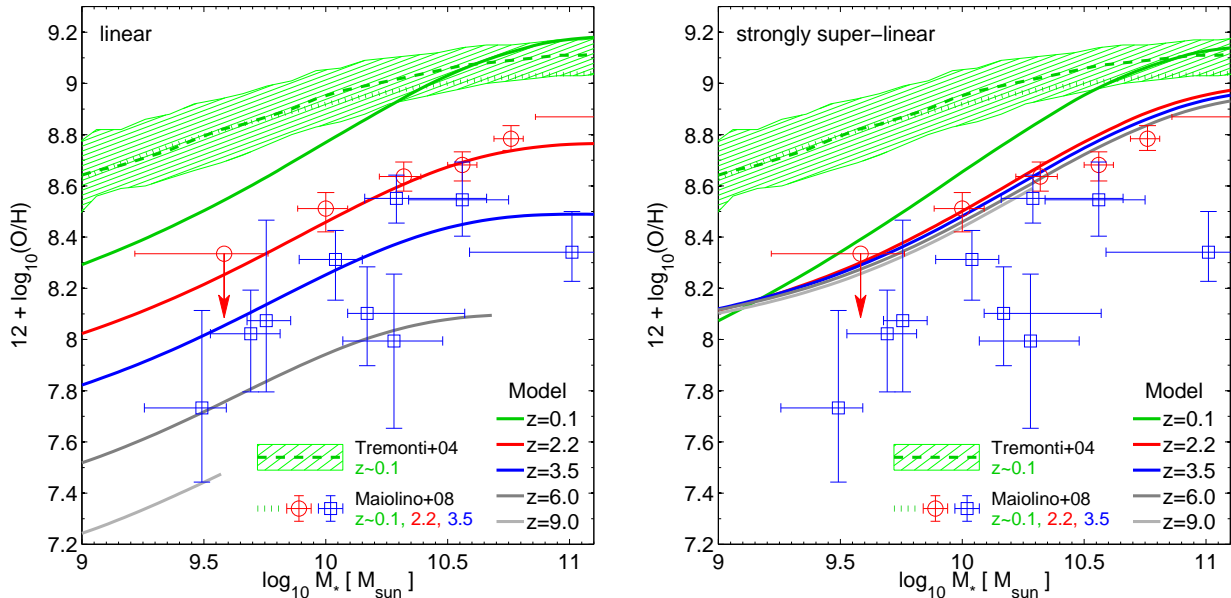 linear
9.2
9
8.8
8.6
8.4
8.2
8
7.8
7.6
7.4
7.2
12 + log10(O/H)
Model
z=0.1
z=2.2
z=3.5
z=6.0
z=9.0
Tremonti+04
z~0.1
Maiolino+08
z~0.1, 2.2, 3.5
9 9.5 10 10.5 11
log10 M* [ Msun ]
strongly super-linear
9.2
9
8.8
8.6
8.4
8.2
8
7.8
7.6
7.4
7.2
12 + log10(O/H)
Model
z=0.1
z=2.2
z=3.5
z=6.0
z=9.0
Tremonti+04
z~0.1
Maiolino+08
z~0.1, 2.2, 3.5
9 9.5 10 10.5 11
log10 M* [ Msun ]